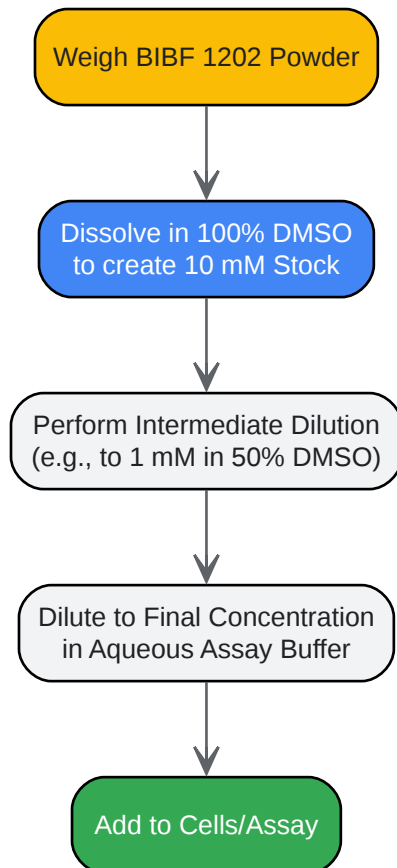 Weigh BIBF 1202 Powder
Dissolve in 100% DMSO
to create 10 mM Stock
Perform Intermediate Dilution
(e.g., to 1 mM in 50% DMSO)
Dilute to Final Concentration
in Aqueous Assay Buffer
Add to Cells/Assay